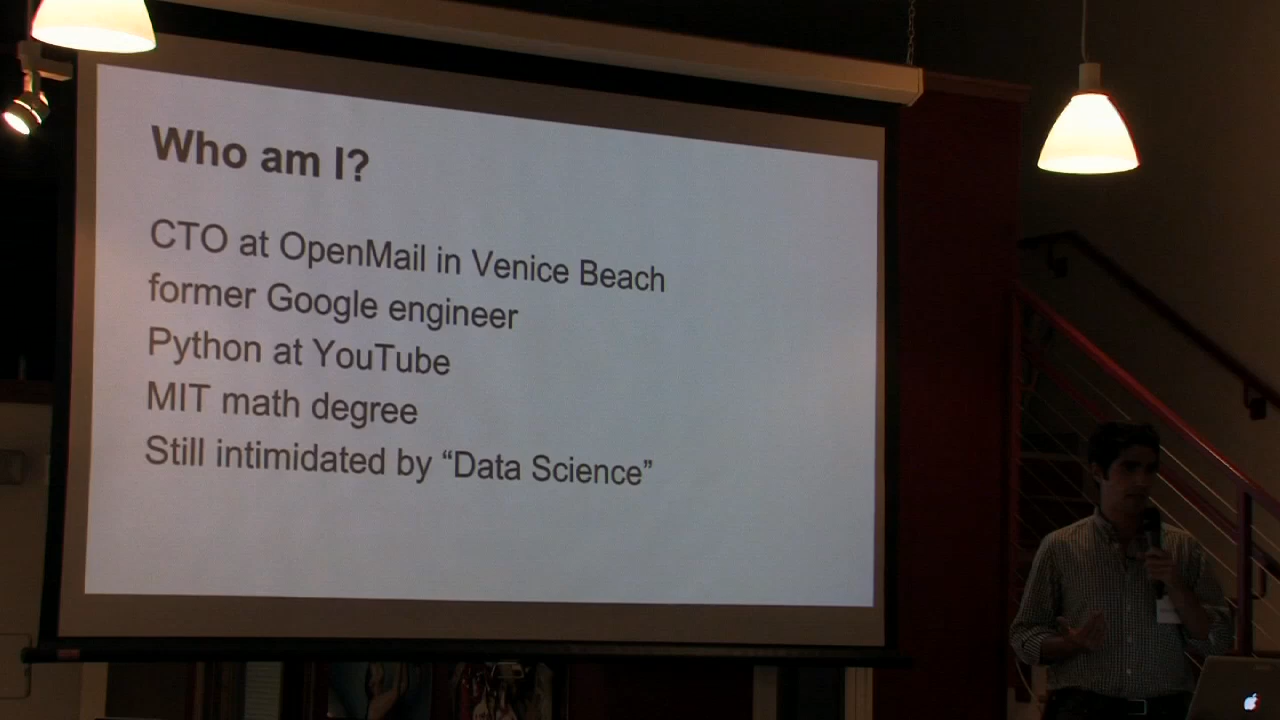 Who am I?
CTO at OpenMail in Venice Beach
former Google engineer
Python at YouTube
MIT math degree
Still intimidated by “Data Science”